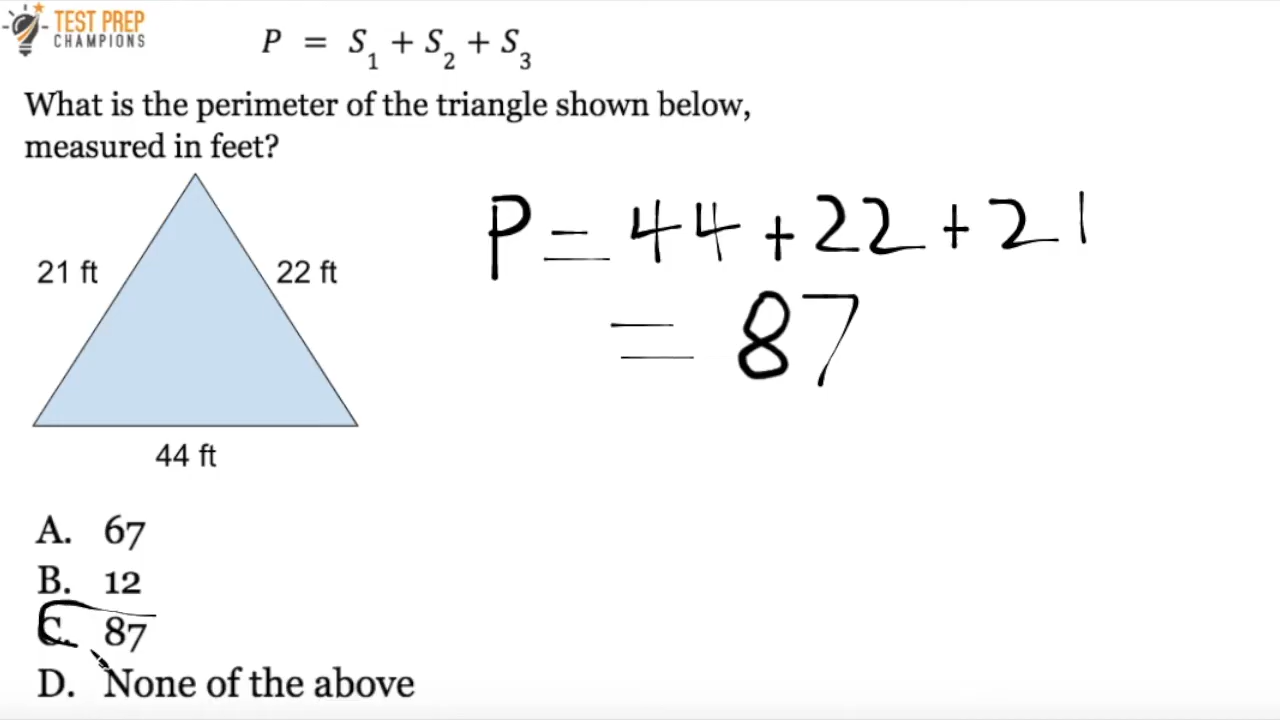 TEST PREP
CHAMPIONS
P = S₁ + S₂ + S₃
What is the perimeter of the triangle shown below,
measured in feet?
P = 44 + 22 + 21
= 87
21 ft
22 ft
44 ft
A. 67
B. 12
C. 87
D. None of the above